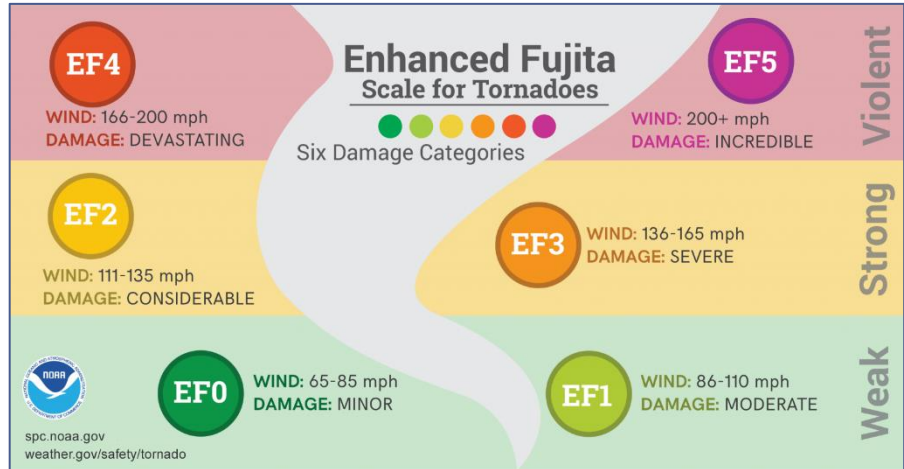 Enhanced Fujita
Scale for Tornadoes
Six Damage Categories
EF4
WIND: 166-200 mph
DAMAGE: DEVASTATING
EF5
WIND: 200+ mph
DAMAGE: INCREDIBLE
Violent
EF2
WIND: 111-135 mph
DAMAGE: CONSIDERABLE
EF3
WIND: 136-165 mph
DAMAGE: SEVERE
Strong
EF0
WIND: 65-85 mph
DAMAGE: MINOR
EF1
WIND: 86-110 mph
DAMAGE: MODERATE
Weak
NOAA
spc.noaa.gov
weather.gov/safety/tornado